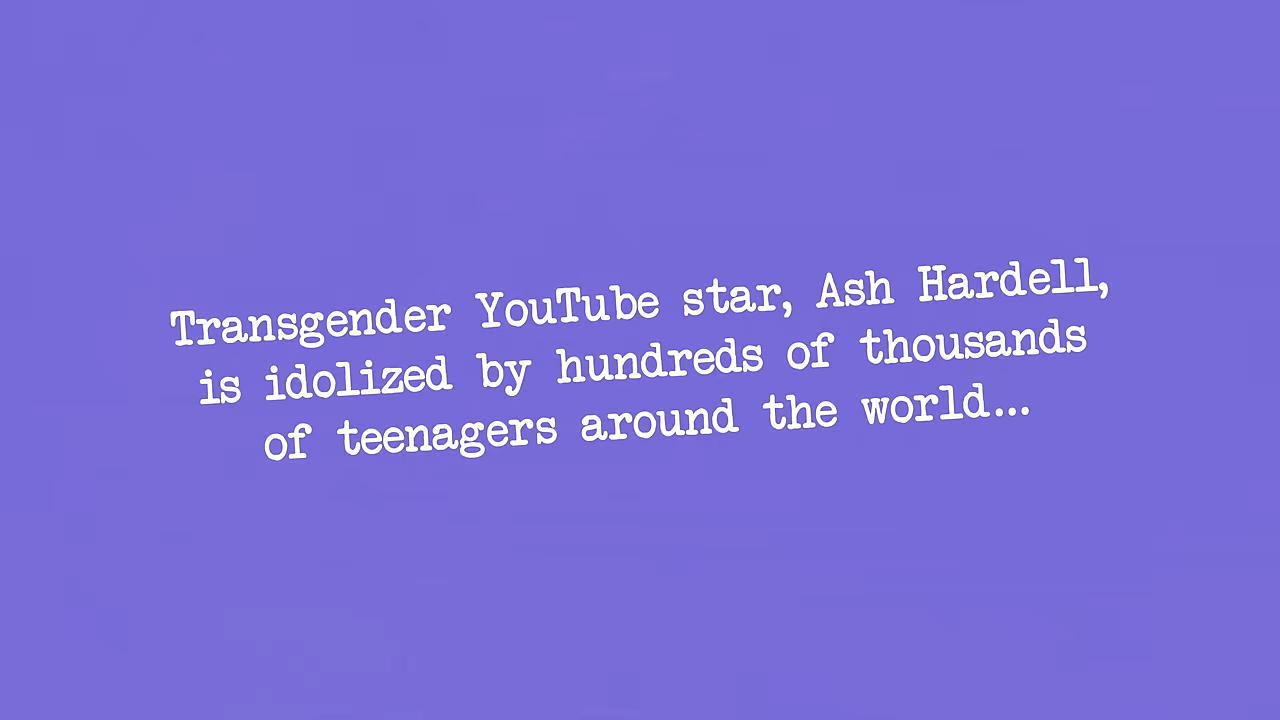 Transgender YouTube star, Ash Hardell,
is idolized by hundreds of thousands
of teenagers around the world...